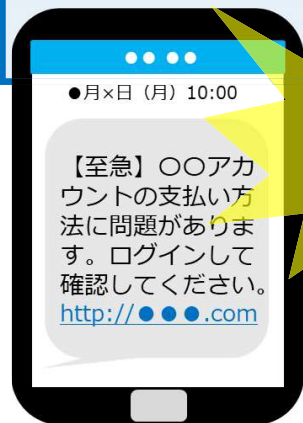 ●● ●●
●月×日（月）10:00
【至急】〇〇アカ
ウントの支払い方
法に問題がありま
す。ログインして
確認してください。
http://●●●.com